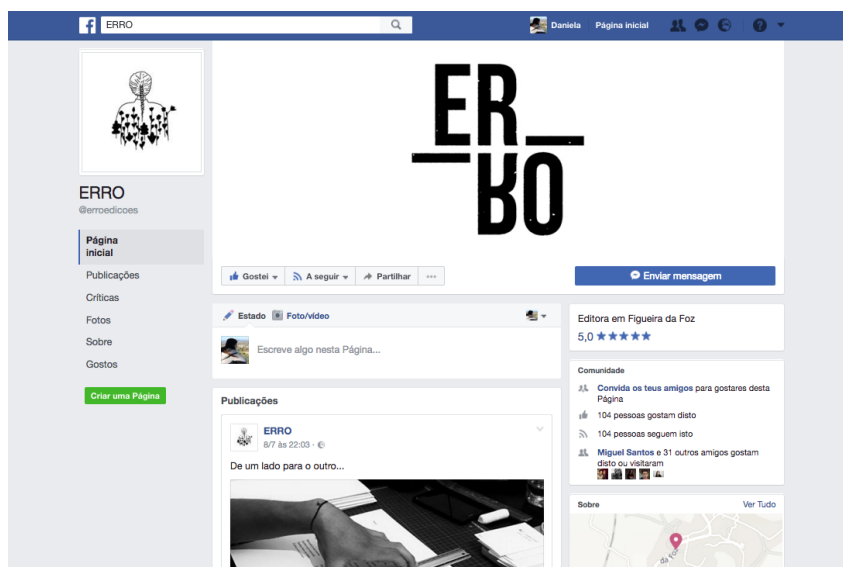 ERRO
Daniela
Página inicial
ER_
_RO
ERRO
@erroedicoes
Página
inicial
Publicações
Críticas
Fotos
Sobre
Gostos
Criar uma Página
Gostei
A seguir
Partilhar
Enviar mensagem
Estado
Foto/vídeo
Escreve algo nesta Página...
Publicações
ERRO
8/7 às 22:03 ·
De um lado para o outro...
Editora em Figueira da Foz
5,0 ★★★★★
Comunidade
Convida os teus amigos para gostares desta
Página
104 pessoas gostam disto
104 pessoas seguem isto
Miguel Santos e 31 outros amigos gostam
disto ou visitaram
Sobre
Ver Tudo
da Foz